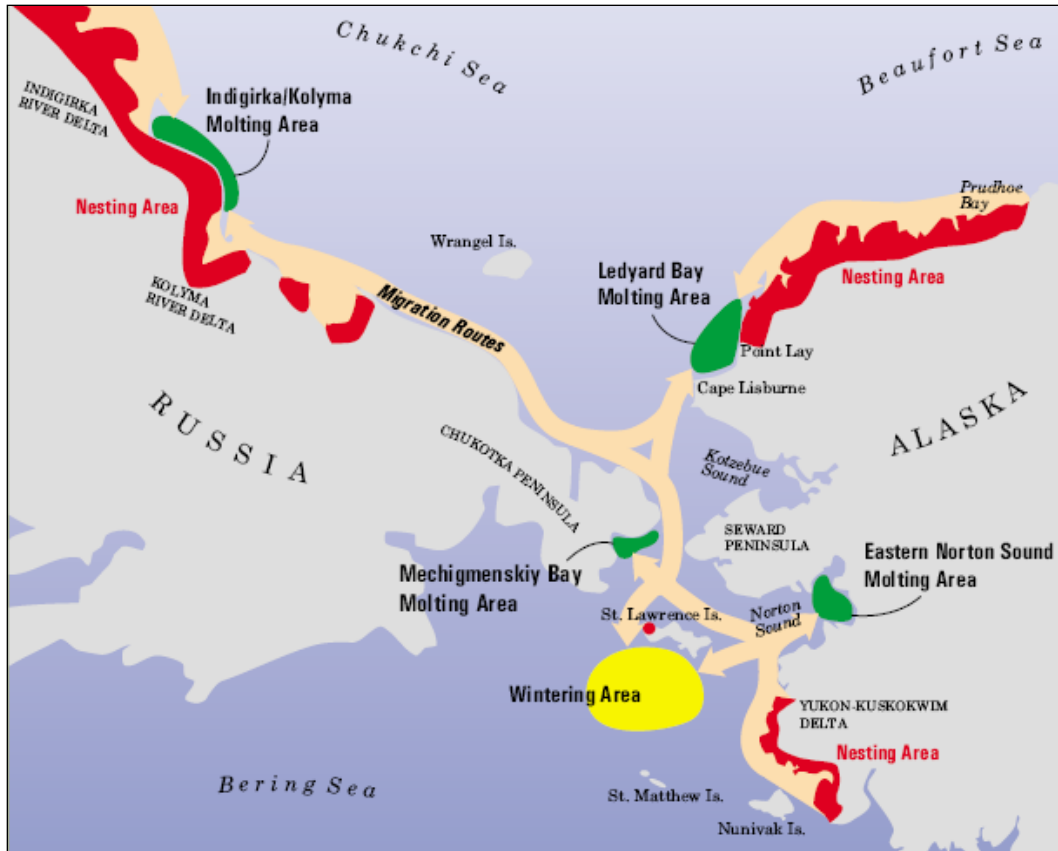 Chukchi Sea
Beaufort Sea
INDIGIRKA
RIVER DELTA
Indigirka/Kolyma
Molting Area
Nesting Area
Prudhoe
Bay
Wrangel Is.
Ledyard Bay
Molting Area
Nesting Area
KOLYMA
RIVER DELTA
Migration Routes
Point Lay
Cape Lisburne
RUSSIA
ALASKA
CHUKOTKA PENINSULA
Kotzebue
Sound
SEWARD
PENINSULA
Mechigmenskiy Bay
Molting Area
Eastern Norton Sound
Molting Area
St. Lawrence Is.
Norton
Sound
Wintering Area
YUKON-KUSKOKWIM
DELTA
Nesting Area
Bering Sea
St. Matthew Is.
Nunivak Is.